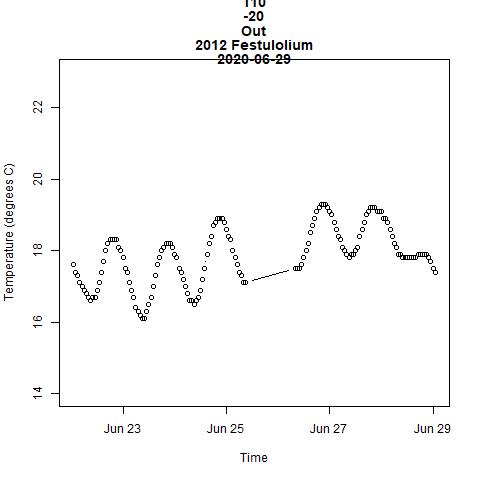 T10
-20
Out
2012 Festulolium
2020-06-29
Temperature (degrees C)
22
20
18
16
14
Jun 23
Jun 25
Jun 27
Jun 29
Time